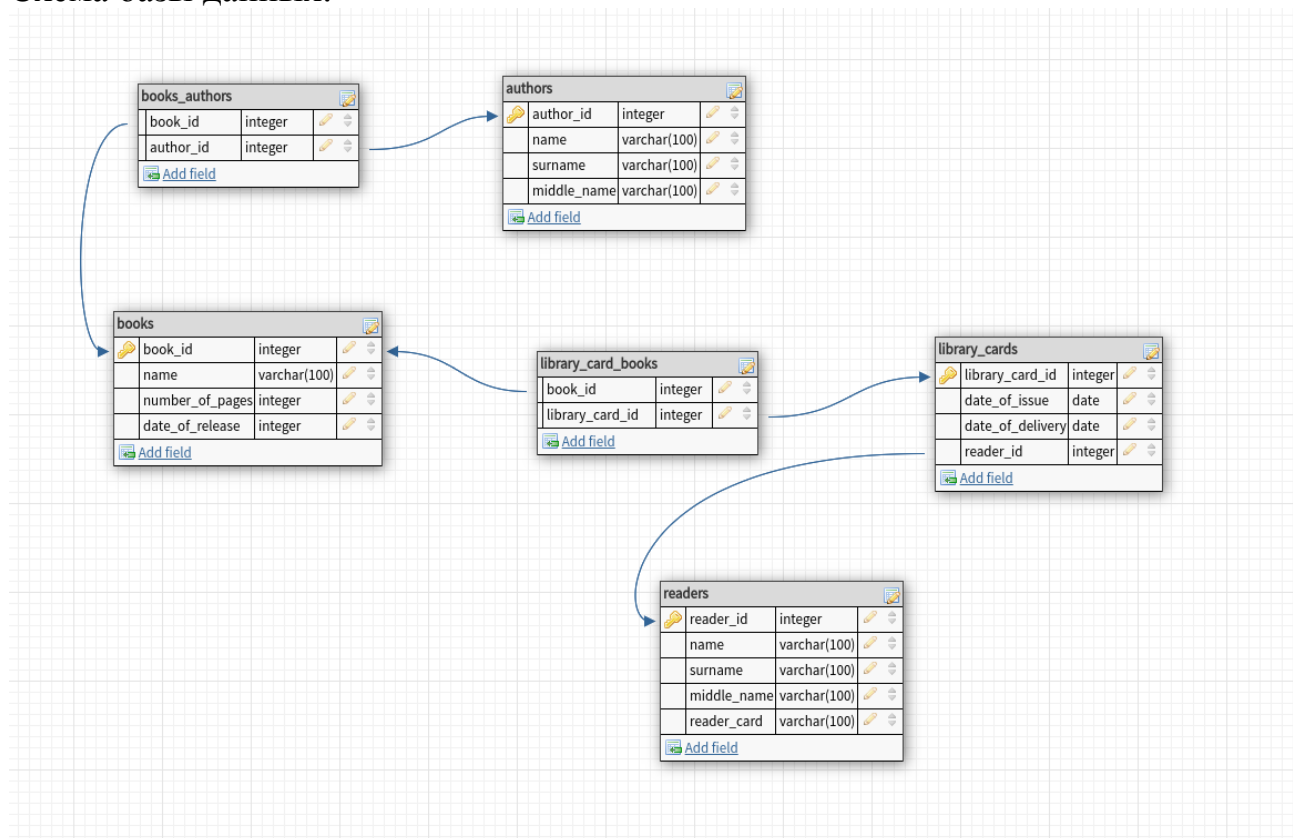 Схема базы данных:
books_authors
book_id integer
author_id integer
Add field
authors
author_id integer
name varchar(100)
surname varchar(100)
middle_name varchar(100)
Add field
books
book_id integer
name varchar(100)
number_of_pages integer
date_of_release integer
Add field
library_card_books
book_id integer
library_card_id integer
Add field
library_cards
library_card_id integer
date_of_issue date
date_of_delivery date
reader_id integer
Add field
readers
reader_id integer
name varchar(100)
surname varchar(100)
middle_name varchar(100)
reader_card varchar(100)
Add field